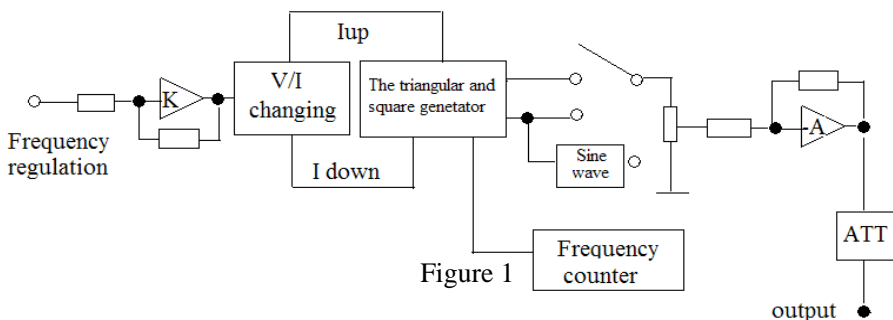 Iup
V/I
changing
The triangular and
square genetator
K
Frequency
regulation
I down
Sine
wave
-A
Frequency
counter
Figure 1
ATT
output